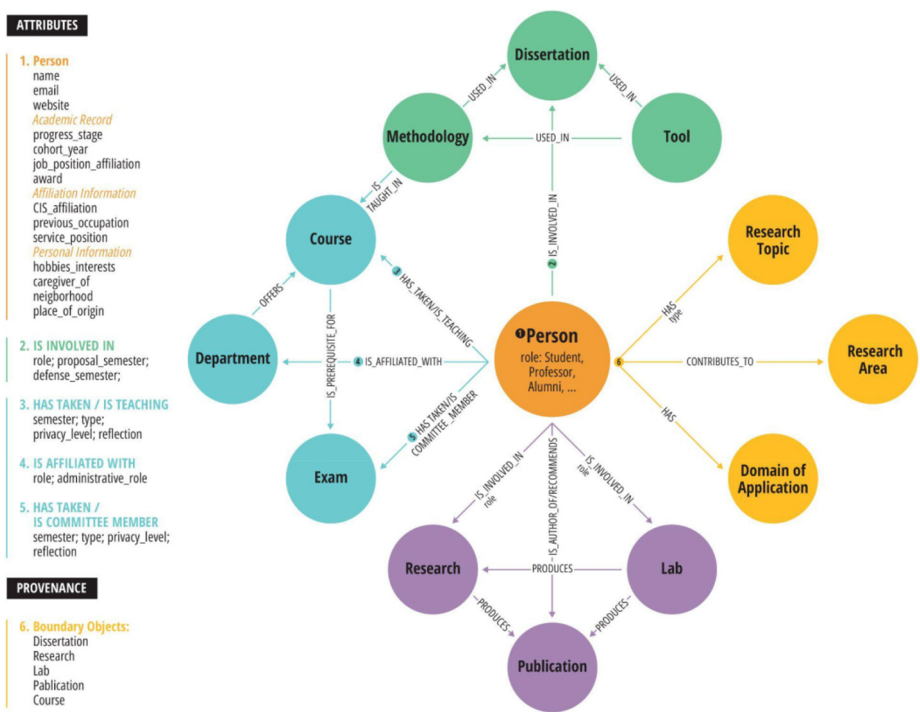 ATTRIBUTES
1. Person
name
email
website
Academic Record
progress_stage
cohort_year
job_position_affiliation
award
Affiliation Information
CIS_affiliation
previous_occupation
service_position
Personal Information
hobbies_interests
caregiver_of
neigborhood
place_of_origin
2. IS INVOLVED IN
role; proposal_semester;
defense_semester;
3. HAS TAKEN / IS TEACHING
semester; type;
privacy_level; reflection
4. IS AFFILIATED WITH
role; administrative_role
5. HAS TAKEN /
IS COMMITTEE MEMBER
semester; type; privacy_level;
reflection
PROVENANCE
6. Boundary Objects:
Dissertation
Research
Lab
Pablication
Course
Dissertation
USED_IN
USED_IN
Methodology
USED_IN
Tool
IS
TAUGHT_IN
2 IS_INVOLVED_IN
Course
Research
Topic
3 HAS_TAKEN/IS_TEACHING
OFFERS
HAS
type
IS_PREREQUISITE_FOR
1 Person
role: Student,
Professor,
Alumni, ...
Department
4 IS_AFFILIATED_WITH
6
CONTRIBUTES_TO
Research
Area
5 HAS_TAKEN/IS
COMMITTEE_MEMBER
HAS
Exam
Domain of
Application
IS_INVOLVED_IN
role
IS_AUTHOR_OF/RECOMMENDS
IS_INVOLVED_IN
role
Research
PRODUCES
Lab
PRODUCES
PRODUCES
Publication